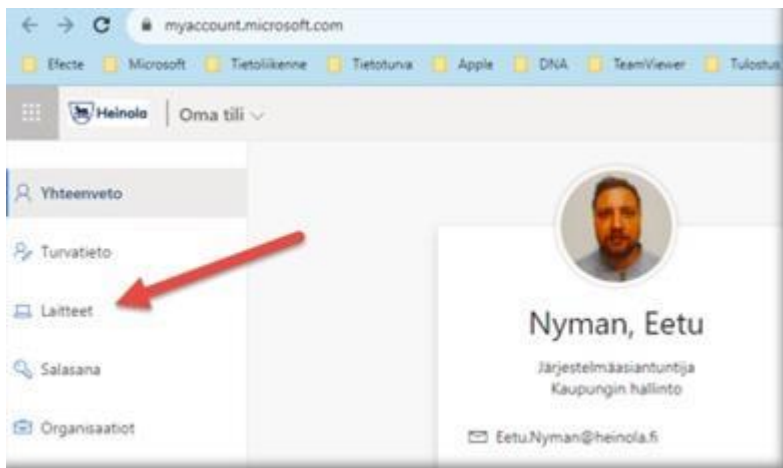 myaccount.microsoft.com
Efecte Microsoft Tietoliikenne Tietoturva Apple DNA TeamViewer Tulostus
Heinola Oma tili
Yhteenveto
Turvatieto
Laitteet
Salasana
Organisaatiot
Nyman, Eetu
Järjestelmäasiantuntija
Kaupungin hallinto
Eetu.Nyman@heinola.fi